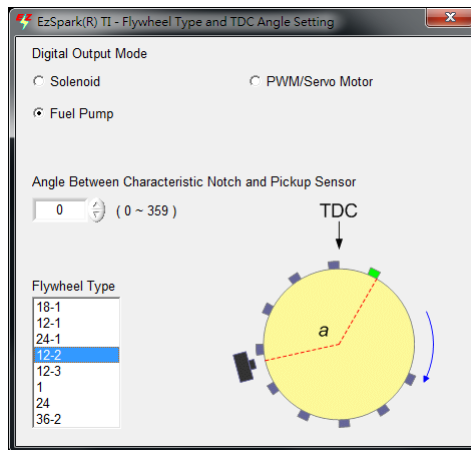 EzSpark(R) TI - Flywheel Type and TDC Angle Setting
Digital Output Mode
Solenoid PWM/Servo Motor
Fuel Pump
Angle Between Characteristic Notch and Pickup Sensor
0 ( 0 ~ 359 )
TDC
Flywheel Type
18-1
12-1
24-1
12-2
12-3
1
24
36-2
a